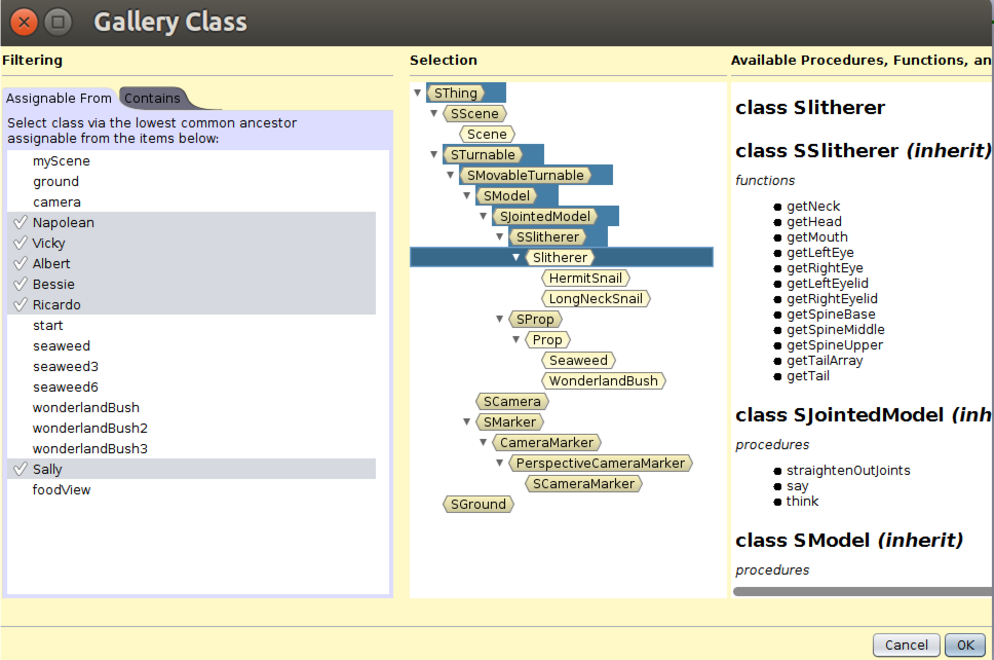 Gallery Class
Filtering
Assignable From
Contains
Select class via the lowest common ancestor
assignable from the items below:
myScene
ground
camera
Napolean
Vicky
Albert
Bessie
Ricardo
start
seaweed
seaweed3
seaweed6
wonderlandBush
wonderlandBush2
wonderlandBush3
Sally
foodView
Selection
SThing
SScene
Scene
STurnable
SMovableTurnable
SModel
SJointedModel
SSlitherer
Slitherer
HermitSnail
LongNeckSnail
SProp
Prop
Seaweed
WonderlandBush
SCamera
SMarker
CameraMarker
PerspectiveCameraMarker
SCameraMarker
SGround
Available Procedures, Functions, an
class Slitherer
class SSlitherer (inherit)
functions
getNeck
getHead
getMouth
getLeftEye
getRightEye
getLeftEyelid
getRightEyelid
getSpineBase
getSpineMiddle
getSpineUpper
getTailArray
getTail
class SJointedModel (inh
procedures
straightenOutJoints
say
think
class SModel (inherit)
procedures
Cancel
OK